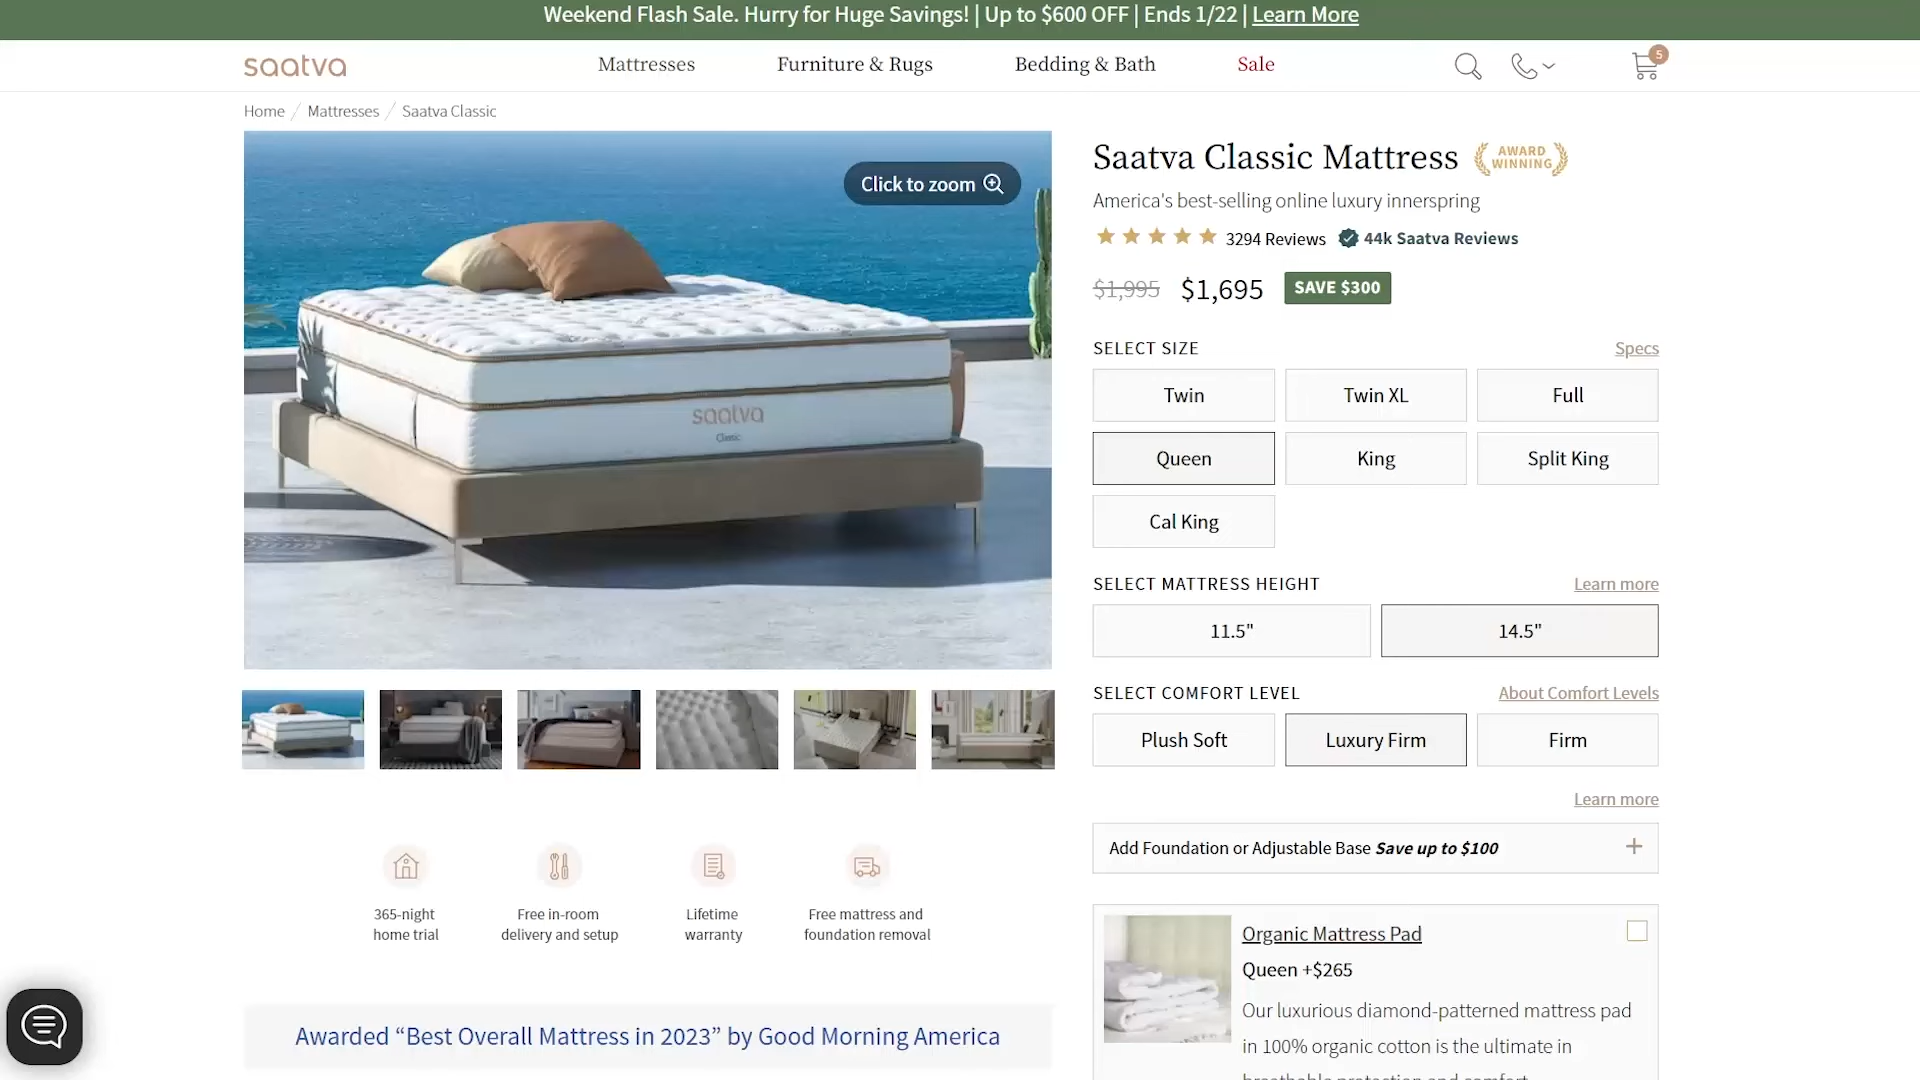 Weekend Flash Sale. Hurry for Huge Savings! | Up to $600 OFF | Ends 1/22 | Learn More
saatva
Mattresses
Furniture & Rugs
Bedding & Bath
Sale
5
Home / Mattresses / Saatva Classic
Click to zoom
saatva
Classic
Saatva Classic Mattress
AWARD
WINNING
America's best-selling online luxury innerspring
3294 Reviews
44k Saatva Reviews
$1,995 $1,695 SAVE $300
SELECT SIZE
Specs
Twin
Twin XL
Full
Queen
King
Split King
Cal King
SELECT MATTRESS HEIGHT
Learn more
11.5"
14.5"
SELECT COMFORT LEVEL
About Comfort Levels
Plush Soft
Luxury Firm
Firm
Learn more
Add Foundation or Adjustable Base Save up to $100
365-night
home trial
Free in-room
delivery and setup
Lifetime
warranty
Free mattress and
foundation removal
Awarded “Best Overall Mattress in 2023” by Good Morning America
Organic Mattress Pad
Queen +$265
Our luxurious diamond-patterned mattress pad
in 100% organic cotton is the ultimate in
breathable protection and comfort